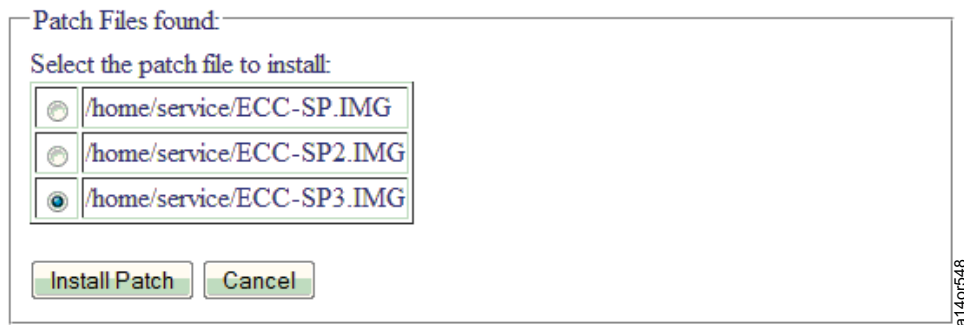 Patch Files found:
Select the patch file to install:
/home/service/ECC-SP.IMG
/home/service/ECC-SP2.IMG
/home/service/ECC-SP3.IMG
Install Patch Cancel
a14or548